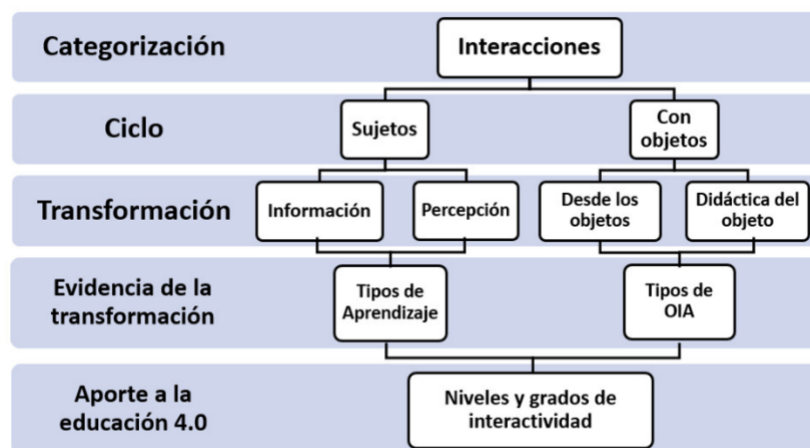 Categorización
Interacciones
Ciclo
Sujetos
Con
objetos
Transformación
Información
Percepción
Desde los
objetos
Didáctica del
objeto
Evidencia de la
transformación
Tipos de
Aprendizaje
Tipos de
OIA
Aporte a la
educación 4.0
Niveles y grados de
interactividad